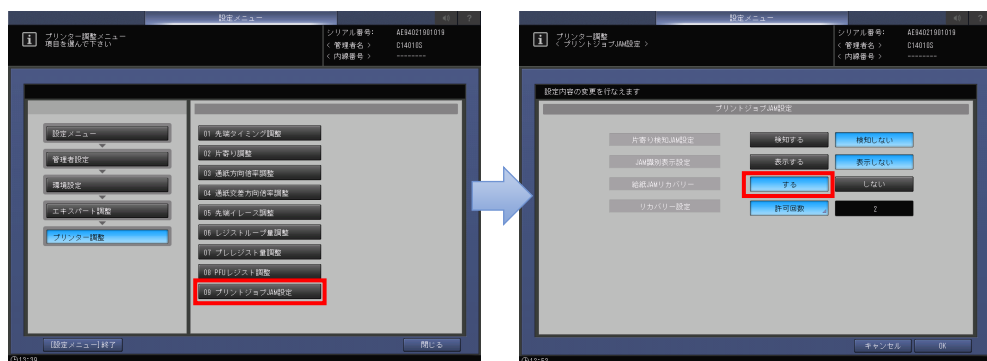 設定メニュー
プリンター調整メニュー
項目を選んで下さい
シリアル番号: AE94021901019
< 管理者名 > C14010S
< 内線番号 > --------
設定メニュー
管理者設定
環境設定
エキスパート調整
プリンター調整
01 先端タイミング調整
02 片寄り調整
03 通紙方向倍率調整
04 通紙交差方向倍率調整
05 先端イレース調整
06 レジストループ量調整
07 プレレジスト量調整
08 PFUレジスト調整
09 プリントジョブJAM設定
[設定メニュー]終了
閉じる
設定メニュー
プリンター調整
< プリントジョブJAM設定 >
シリアル番号: AE94021901019
< 管理者名 > C14010S
< 内線番号 > --------
設定内容の変更を行なえます
プリントジョブJAM設定
片寄り検知JAM設定 検知する 検知しない
JAM識別表示設定 表示する 表示しない
給紙JAMリカバリー する しない
リカバリー設定 許可回数 2
キャンセル OK